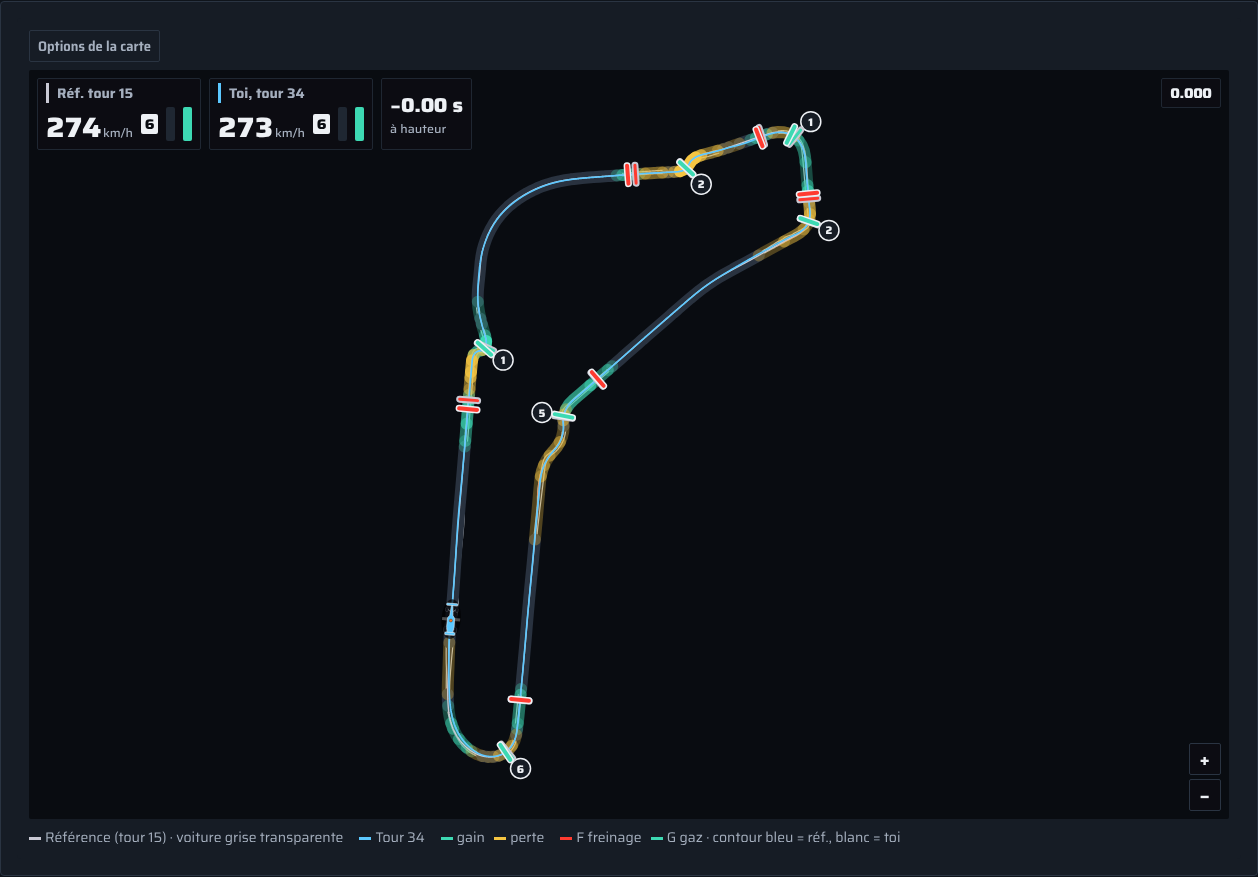 Options de la carte
Réf. tour 15
274 km/h 6
Toi, tour 34
273 km/h 6
−0.00 s
à hauteur
0.000
1
2
2
1
5
6
+
−
Référence (tour 15) · voiture grise transparente
Tour 34
gain
perte
F freinage
G gaz · contour bleu = réf., blanc = toi